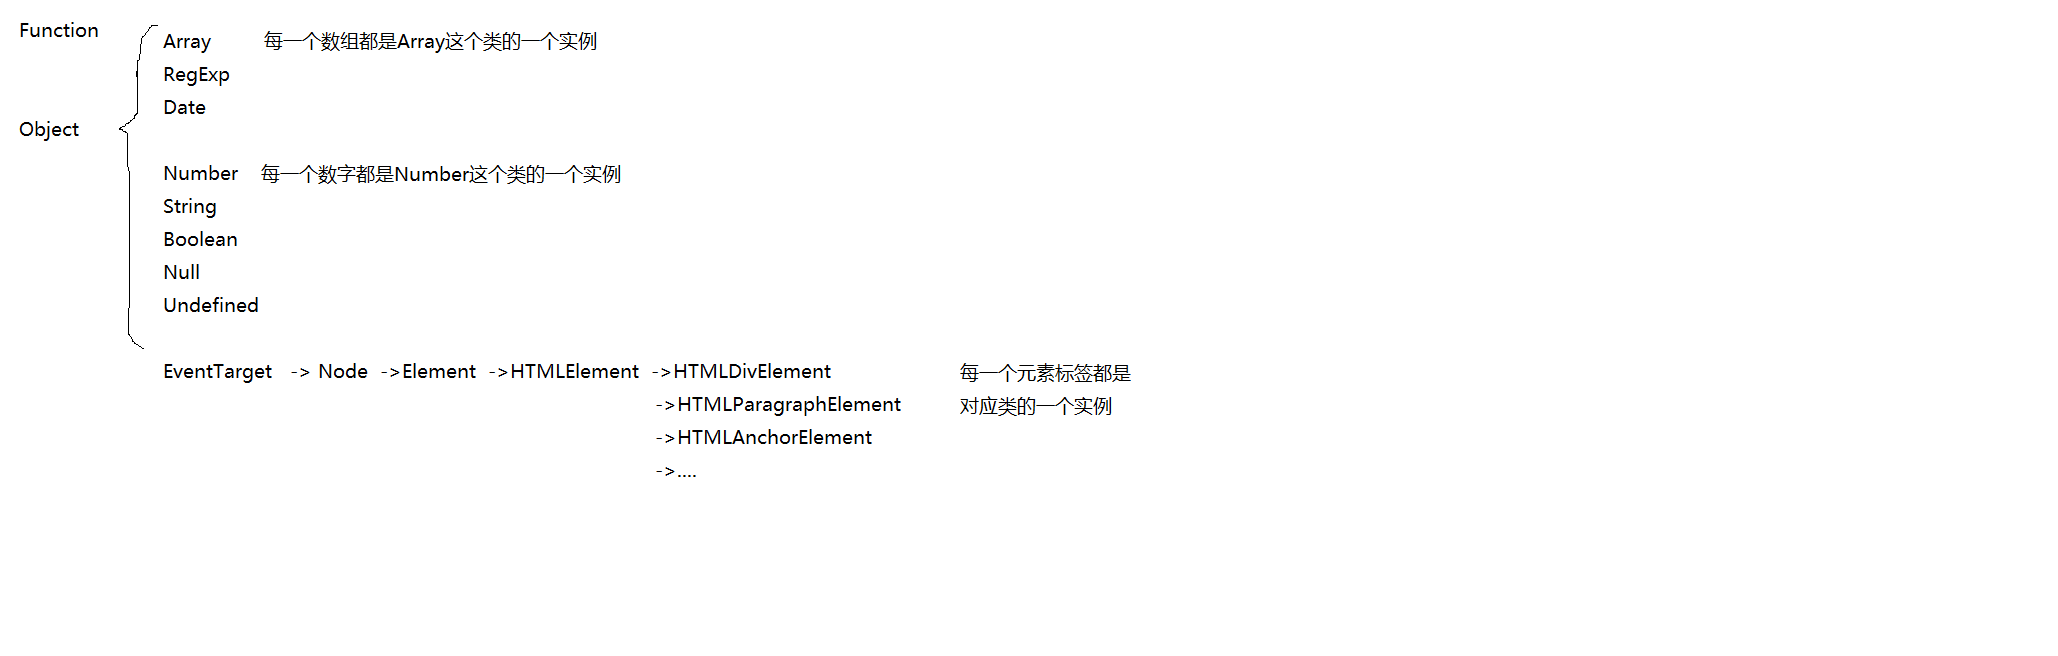 Function
Array 每一个数组都是Array这个类的一个实例
RegExp
Date
Object
Number 每一个数字都是Number这个类的一个实例
String
Boolean
Null
Undefined
EventTarget -> Node ->Element ->HTMLElement ->HTMLDivElement 每一个元素标签都是
->HTMLParagraphElement 对应类的一个实例
->HTMLAnchorElement
->....